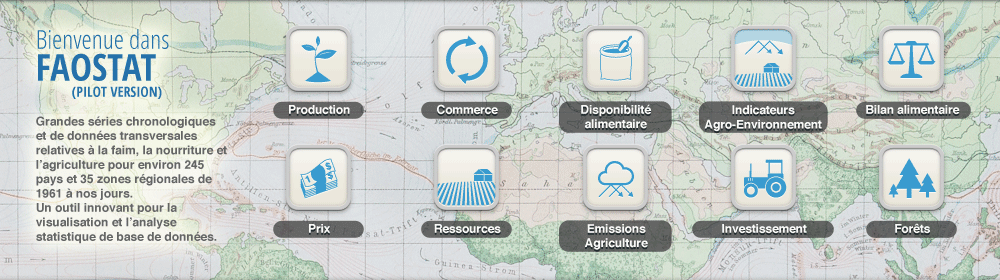 Bienvenue dans
FAOSTAT
(PILOT VERSION)
Grandes séries chronologiques
et de données transversales
relatives à la faim, la nourriture et
l'agriculture pour environ 245
pays et 35 zones régionales de
1961 à nos jours.
Un outil innovant pour la
visualisation et l'analyse
statistique de base de données.
Production
Commerce
Disponibilité
alimentaire
Indicateurs
Agro-Environnement
Bilan alimentaire
Prix
Ressources
Emissions
Agriculture
Investissement
Forêts